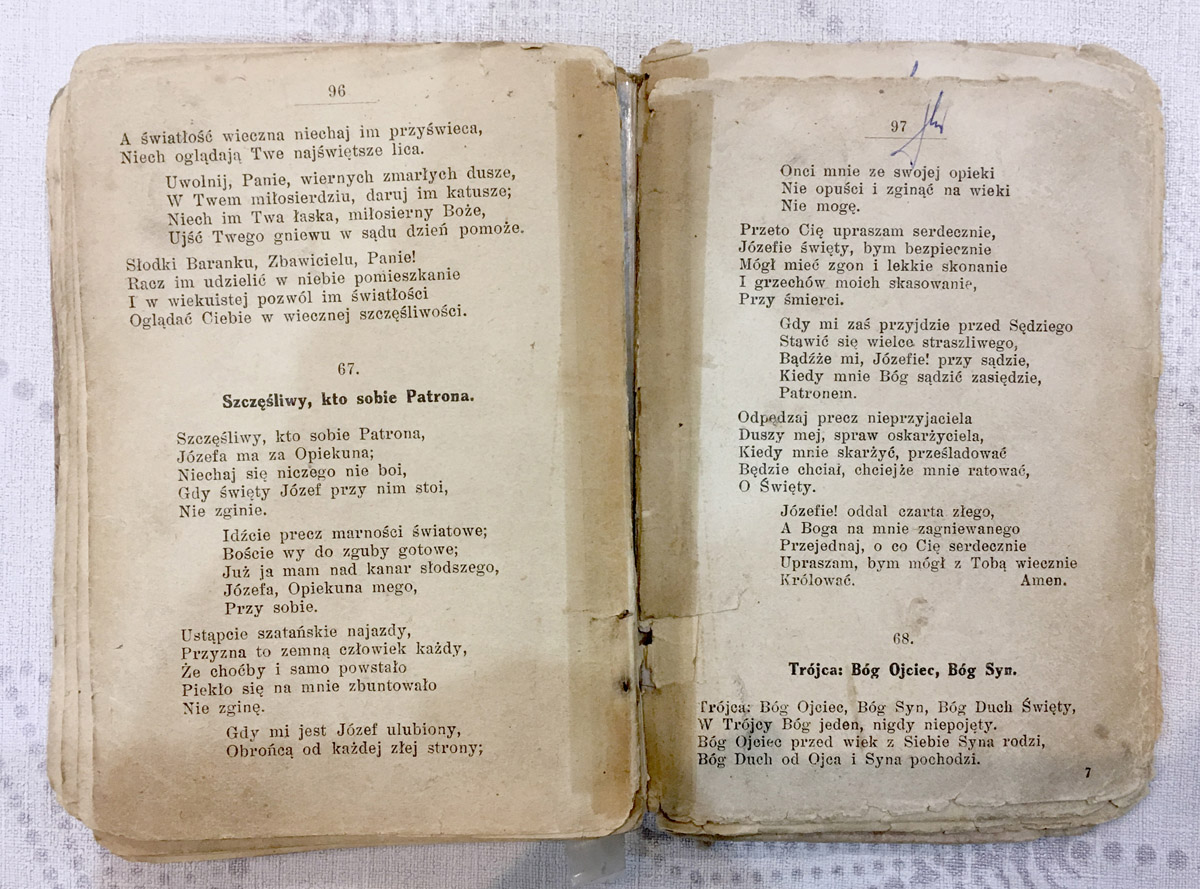 96
A światłość wieczna niechaj im przyświeca,
Niech oglądają Twe najświętsze lica.
Uwolnij, Panie, wiernych zmarłych dusze,
W Twem miłosierdziu, daruj im katusze;
Niech im Twa łaska, miłosierny Boże,
Ujść Twego gniewu w sądu dzień pomoże.
Słodki Baranku, Zbawicielu, Panie!
Racz im udzielić w niebie pomieszkanie
I w wiekuistej pozwól im światłości
Oglądać Ciebie w wiecznej szczęśliwości.
67.
Szczęśliwy, kto sobie Patrona.
Szczęśliwy, kto sobie Patrona,
Józefa ma za Opiekuna;
Niechaj się niczego nie boi,
Gdy święty Józef przy nim stoi,
Nie zginie.
Idźcie precz marności światowe;
Boście wy do zguby gotowe;
Już ja mam nad kanar słodszego,
Józefa, Opiekuna mego,
Przy sobie.
Ustąpcie szatańskie najazdy,
Przyzna to zemną człowiek każdy,
Że choćby i samo powstało
Piekło się na mnie zbuntowało
Nie zginę.
Gdy mi jest Józef ulubiony,
Obrońcą od każdej złej strony;
97
Onci mnie ze swojej opieki
Nie opuści i zginąć na wieki
Nie mogę.
Przeto Cię upraszam serdecznie,
Józefie święty, bym bezpiecznie
Mógł mieć zgon i lekkie skonanie
I grzechów moich skasowanie,
Przy śmierci.
Gdy mi zaś przyjdzie przed Sędziego
Stawić się wielce straszliwego,
Bądźże mi, Józefie! przy sądzie,
Kiedy mnie Bóg sądzić zasiędzie,
Patronem.
Odpędzaj precz nieprzyjaciela
Duszy mej, spraw oskarżyciela,
Kiedy mnie skarżyć, prześladować
Będzie chciał, chciejże mnie ratować,
O Święty.
Józefie! oddal czarta złego,
A Boga na mnie zagniewanego
Przejednaj, o co Cię serdecznie
Upraszam, bym mógł z Tobą wiecznie
Królować. Amen.
68.
Trójca: Bóg Ojciec, Bóg Syn.
Trójca: Bóg Ojciec, Bóg Syn, Bóg Duch Święty,
W Trójcy Bóg jeden, nigdy niepojęty.
Bóg Ojciec przed wiek z Siebie Syna rodzi,
Bóg Duch od Ojca i Syna pochodzi.
7